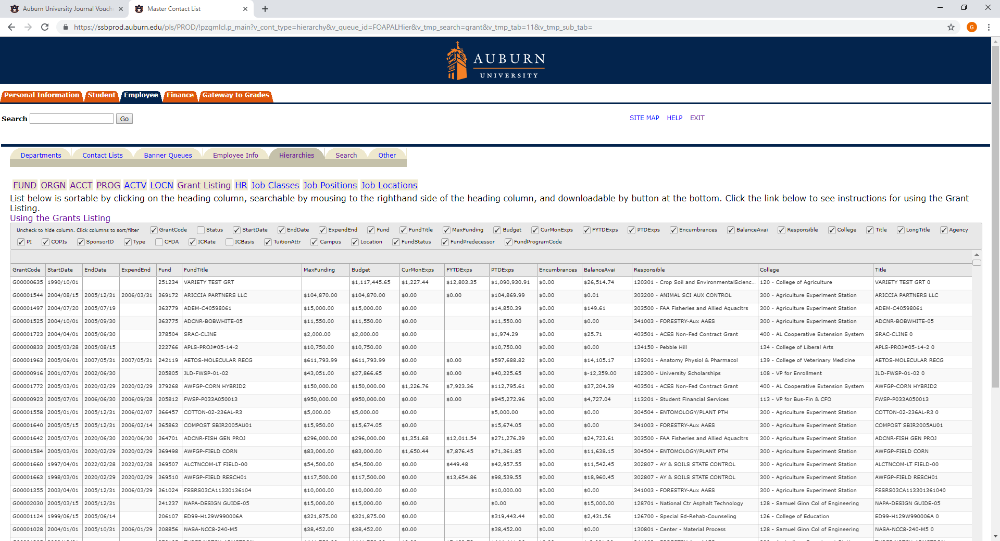 Auburn University Journal Vouch
Master Contact List
https://ssbprod.auburn.edu/pls/PROD/!pzgmlcl.p_main?v_cont_type=hierarchy&v_queue_id=FOAPALHier&v_tmp_search=grant&v_tmp_tab=11&v_tmp_sub_tab=
G
AUBURN
UNIVERSITY
Personal Information Student Employee Finance Gateway to Grades
Search Go SITE MAP HELP EXIT
Departments Contact Lists Banner Queues Employee Info Hierarchies Search Other
FUND ORGN ACCT PROG ACTV LOCN Grant Listing HR Job Classes Job Positions Job Locations
List below is sortable by clicking on the heading column, searchable by mousing to the righthand side of the heading column, and downloadable by button at the bottom. Click the link below to see instructions for using the Grant
Listing.
Using the Grants Listing
Uncheck to hide column. Click columns to sort/filter GrantCode Status StartDate EndDate ExpendEnd Fund FundTitle MaxFunding Budget CurMonExps FYTDExps PTDExps Encumbrances BalanceAvai Responsible College Title LongTitle Agency
PI COPIs SponsorID Type CFDA ICRate ICBasis TuitionAttr Campus Location FundStatus FundPredecessor FundProgramCode
GrantCode StartDate EndDate ExpendEnd Fund FundTitle MaxFunding Budget CurMonExps FYTDExps PTDExps Encumbrances BalanceAvai Responsible College Title
G00000635 1990/10/01 251234 VARIETY TEST GRT $1,117,445.65 $1,227.44 $12,803.35 $1,090,930.91 $0.00 $26,514.74 120301 - Crop Soil and EnvironmentalScienc... 120 - College of Agriculture VARIETY TEST GRT 0
G00001544 2004/08/15 2005/12/31 2006/03/31 369172 ARICCIA PARTNERS LLC $104,870.00 $104,870.00 $0.00 $0.00 $104,869.99 $0.00 $0.01 303200 - ANIMAL SCI AUX CONTROL 300 - Agriculture Experiment Station ARICCIA PARTNERS LLC
G00001497 2004/07/20 2005/07/19 363779 ADEM-C40598061 $15,000.00 $15,000.00 $0.00 $14,850.39 $0.00 $149.61 303500 - FAA Fisheries and Allied Aquacltrs 300 - Agriculture Experiment Station ADEM-C40598061
G00001525 2004/10/01 2005/09/30 363775 ADCNR-BOBWHITE-05 $11,550.00 $11,550.00 $0.00 $11,550.00 $0.00 $0.00 341003 - FORESTRY-Aux AAES 300 - Agriculture Experiment Station ADCNR-BOBWHITE-05
G00001723 2004/04/01 2005/06/30 378504 SRAC-CLINE $2,000.00 $2,000.00 $0.00 $1,974.29 $0.00 $25.71 403501 - ACES Non-Fed Contract Grant 400 - AL Cooperative Extension System SRAC-CLINE 0
G00000833 2005/03/28 2005/08/15 222766 APLS-PROJ#05-14-2 $10,750.00 $10,750.00 $0.00 $10,750.00 $0.00 $0.00 134150 - Pebble Hill 134 - College of Liberal Arts APLS-PROJ#05-14-2 0
G00001963 2005/06/01 2007/05/31 2007/05/31 242119 AETOS-MOLECULAR RECG $611,793.99 $611,793.99 $0.00 $0.00 $597,688.82 $0.00 $14,105.17 139201 - Anatomy Physiol & Pharmacol 139 - College of Veterinary Medicine AETOS-MOLECULAR RECG
G00000916 2001/07/01 2002/06/30 205805 JLD-FWSP-01-02 $43,051.00 $27,866.65 $0.00 $0.00 $40,225.65 $0.00 $-12,359.00 182300 - University Scholarships 108 - VP for Enrollment JLD-FWSP-01-02 0
G00001772 2005/03/01 2020/02/29 2020/02/29 379268 AWFGP-CORN HYBRID2 $150,000.00 $150,000.00 $1,226.76 $7,923.36 $112,795.61 $0.00 $37,204.39 403501 - ACES Non-Fed Contract Grant 400 - AL Cooperative Extension System AWFGP-CORN HYBRID2
G00000923 2005/07/01 2006/06/30 2006/09/28 205812 FWSP-P033A050013 $950,000.00 $950,000.00 $0.00 $0.00 $945,272.96 $0.00 $4,727.04 113201 - Student Financial Services 113 - VP for Bus-Fin & CFO FWSP-P033A050013
G00001558 2005/01/01 2005/12/31 2006/02/07 366457 COTTON-02-236AL-R3 $5,000.00 $5,000.00 $0.00 $5,000.00 $0.00 $0.00 304504 - ENTOMOLOGY/PLANT PTH 300 - Agriculture Experiment Station COTTON-02-236AL-R3 0
G00001640 2005/05/15 2005/12/31 2006/02/14 365863 COMPOST SBIR2005AU01 $15,950.00 $15,674.05 $0.00 $15,674.05 $0.00 $0.00 341003 - FORESTRY-Aux AAES 300 - Agriculture Experiment Station COMPOST SBIR2005AU01
G00001642 2005/07/01 2020/06/30 2020/06/30 364701 ADCNR-FISH GEN PROJ $296,000.00 $296,000.00 $1,351.68 $12,011.54 $271,276.39 $0.00 $24,723.61 303500 - FAA Fisheries and Allied Aquacltrs 300 - Agriculture Experiment Station ADCNR-FISH GEN PROJ
G00001584 2005/03/01 2020/02/29 2020/02/29 369498 AWFGP-FIELD CORN $83,000.00 $83,000.00 $1,650.44 $7,876.45 $71,361.85 $0.00 $11,638.15 304504 - ENTOMOLOGY/PLANT PTH 300 - Agriculture Experiment Station AWFGP-FIELD CORN
G00001660 1997/04/01 2022/02/28 2022/02/28 369507 ALCTNCOM-LT FIELD-00 $54,500.00 $54,500.00 $0.00 $449.48 $42,957.55 $0.00 $11,542.45 302807 - AY & SOILS STATE CONTROL 300 - Agriculture Experiment Station ALCTNCOM-LT FIELD-00
G00001663 1998/03/01 2020/02/29 2020/02/29 369510 AWFGP-FIELD RESCH01 $117,500.00 $117,500.00 $0.00 $13,654.86 $98,539.55 $0.00 $18,960.45 302807 - AY & SOILS STATE CONTROL 300 - Agriculture Experiment Station AWFGP-FIELD RESCH01
G00001355 2003/04/01 2005/12/31 2006/03/29 361024 FSSRS03CA11330136104 $10,000.00 $10,000.00 $0.00 $10,000.00 $0.00 $0.00 341003 - FORESTRY-Aux AAES 300 - Agriculture Experiment Station FSSRS03CA113301361040
G00002030 2005/03/15 2005/12/31 241237 NAPA-DESIGN GUIDE-05 $15,000.00 $15,000.00 $0.00 $0.00 $0.00 $15,000.00 128701 - National Ctr Asphalt Technology 128 - Samuel Ginn Col of Engineering NAPA-DESIGN GUIDE-05
G00001124 1999/06/15 2005/06/14 206107 ED99-H129W990006A $321,875.00 $321,875.00 $0.00 $319,443.44 $0.00 $2,431.56 126700 - Special Ed-Rehab-Counseling 126 - College of Education ED99-H129W990006A 0
G00001028 2004/01/01 2005/10/31 2006/01/29 208856 NASA-NCC8-240-M5 $38,452.00 $38,452.00 $0.00 $38,452.00 $0.00 $0.00 130801 - Center - Material Process 128 - Samuel Ginn Col of Engineering NASA-NCC8-240-M5 0